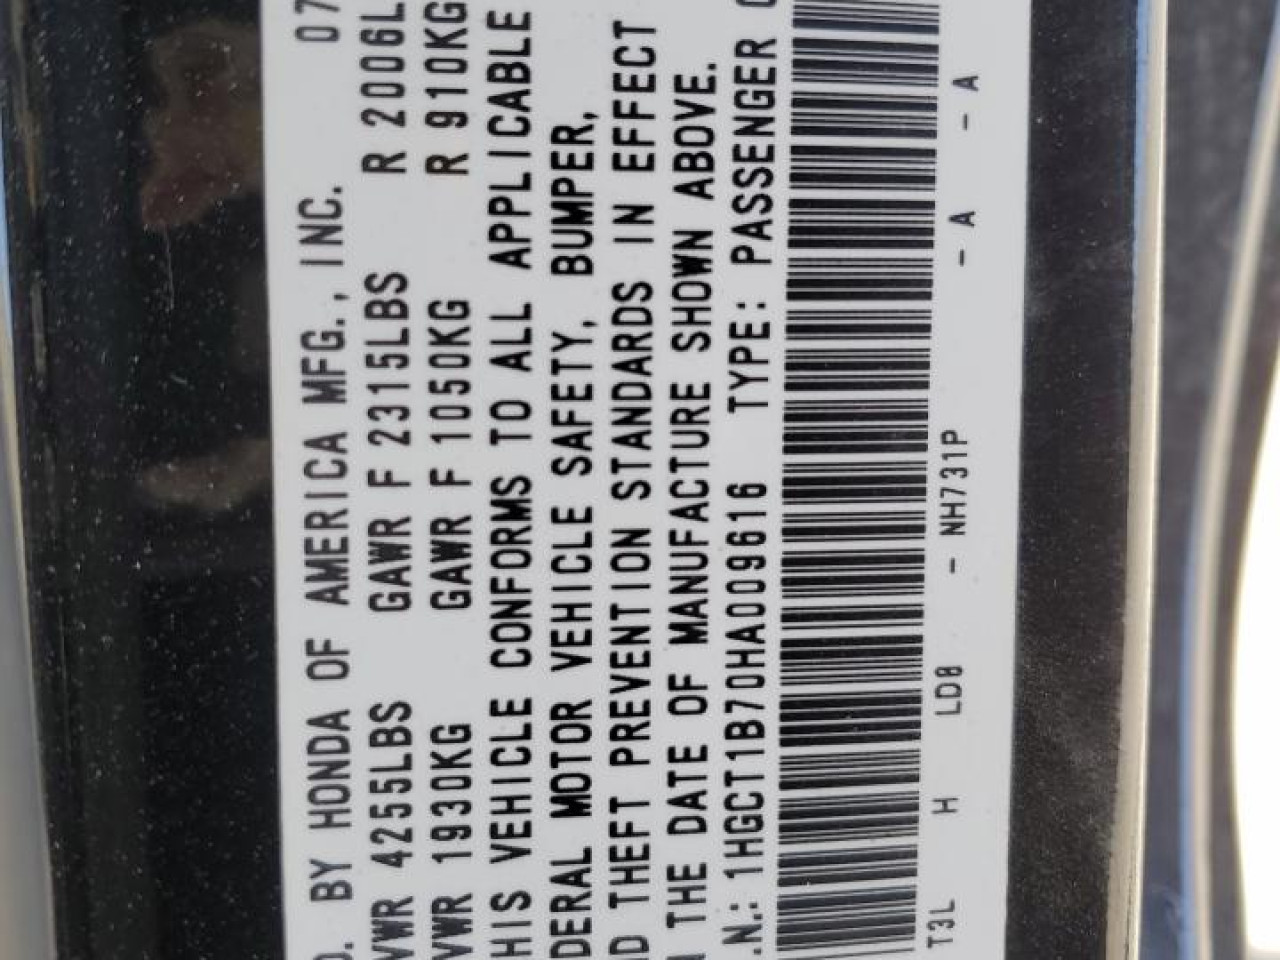 D. BY HONDA OF AMERICA MFG., INC. 07
VWR 4255LBS GAWR F 2315LBS R 2006L
VWR 1930KG GAWR F 1050KG R 910KG
HIS VEHICLE CONFORMS TO ALL APPLICABLE
DERAL MOTOR VEHICLE SAFETY, BUMPER,
D THEFT PREVENTION STANDARDS IN EFFECT
N THE DATE OF MANUFACTURE SHOWN ABOVE.
.N.: 1HGCT1B70HA009616 TYPE: PASSENGER C
T3L H LD8 - NH731P - A - A